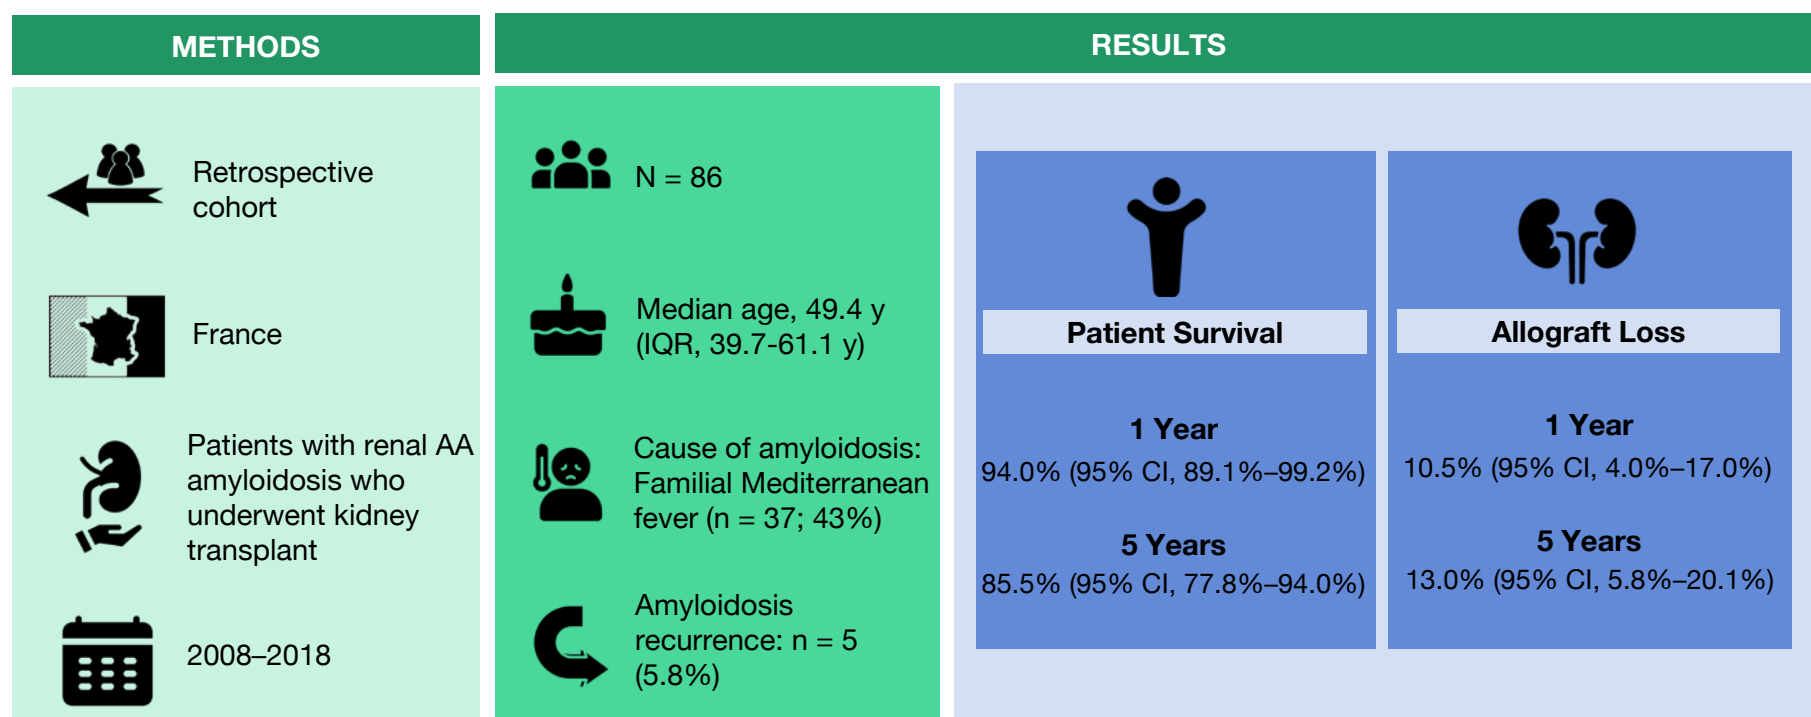 METHODS
Retrospective
cohort
France
Patients with renal AA
amyloidosis who
underwent kidney
transplant
2008–2018
RESULTS
N = 86
Median age, 49.4 y
(IQR, 39.7-61.1 y)
Cause of amyloidosis:
Familial Mediterranean
fever (n = 37; 43%)
Amyloidosis
recurrence: n = 5
(5.8%)
Patient Survival
1 Year
94.0% (95% CI, 89.1%–99.2%)
5 Years
85.5% (95% CI, 77.8%–94.0%)
Allograft Loss
1 Year
10.5% (95% CI, 4.0%–17.0%)
5 Years
13.0% (95% CI, 5.8%–20.1%)